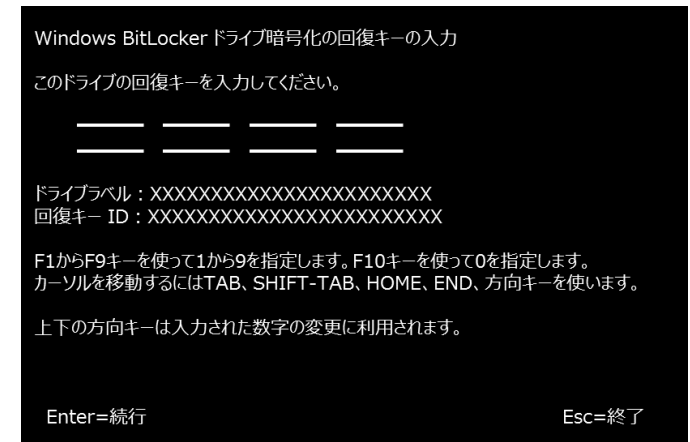 Windows BitLocker ドライブ暗号化の回復キーの入力
このドライブの回復キーを入力してください。
ドライブラベル：XXXXXXXXXXXXXXXXXXXXXXXX
回復キー ID：XXXXXXXXXXXXXXXXXXXXXXXXX
F1からF9キーを使って1から9を指定します。F10キーを使って0を指定します。
カーソルを移動するにはTAB、SHIFT-TAB、HOME、END、方向キーを使います。
上下の方向キーは入力された数字の変更に利用されます。
Enter=続行
Esc=終了